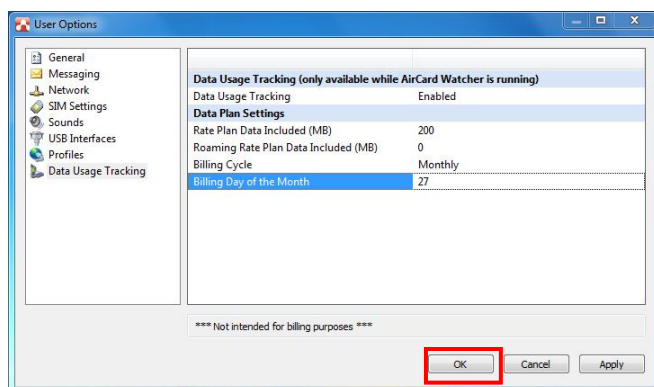 User Options
General
Messaging
Network
SIM Settings
Sounds
USB Interfaces
Profiles
Data Usage Tracking
Data Usage Tracking (only available while AirCard Watcher is running)
Data Usage Tracking Enabled
Data Plan Settings
Rate Plan Data Included (MB) 200
Roaming Rate Plan Data Included (MB) 0
Billing Cycle Monthly
Billing Day of the Month 27
*** Not intended for billing purposes ***
OK Cancel Apply